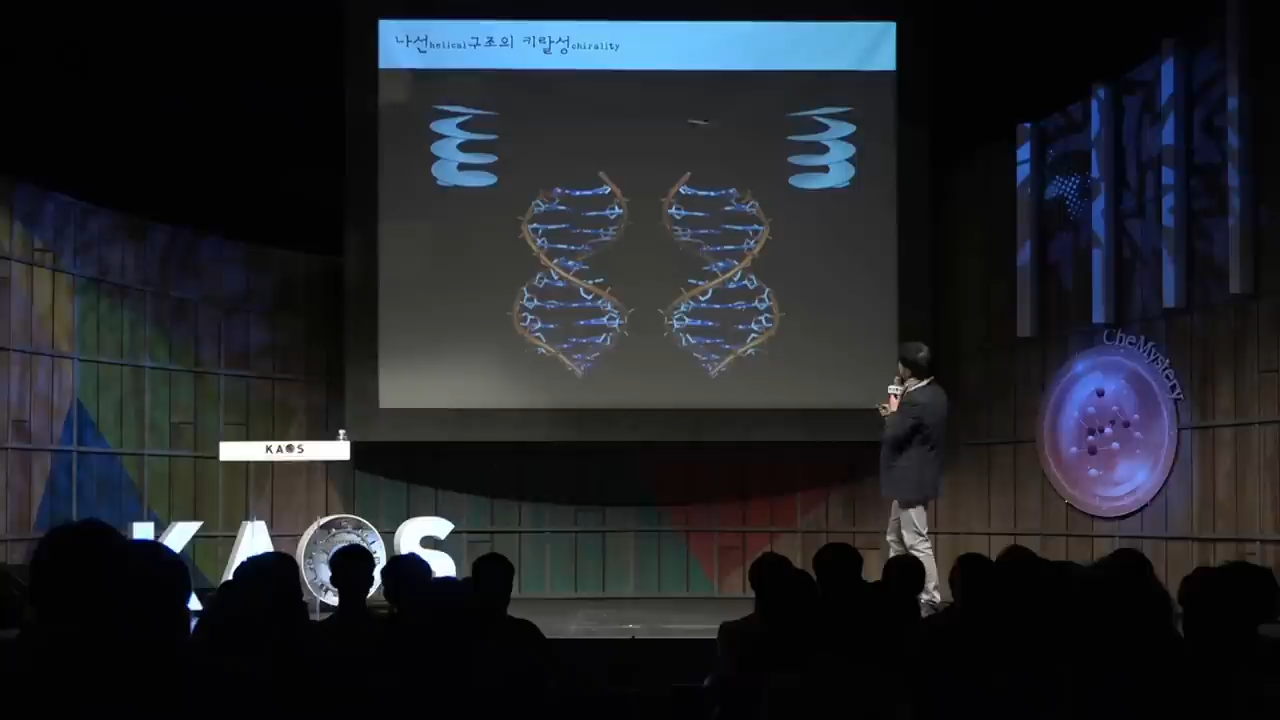 나선helical구조의 키랄성chirality
CheMystery
KAOS
KAOS